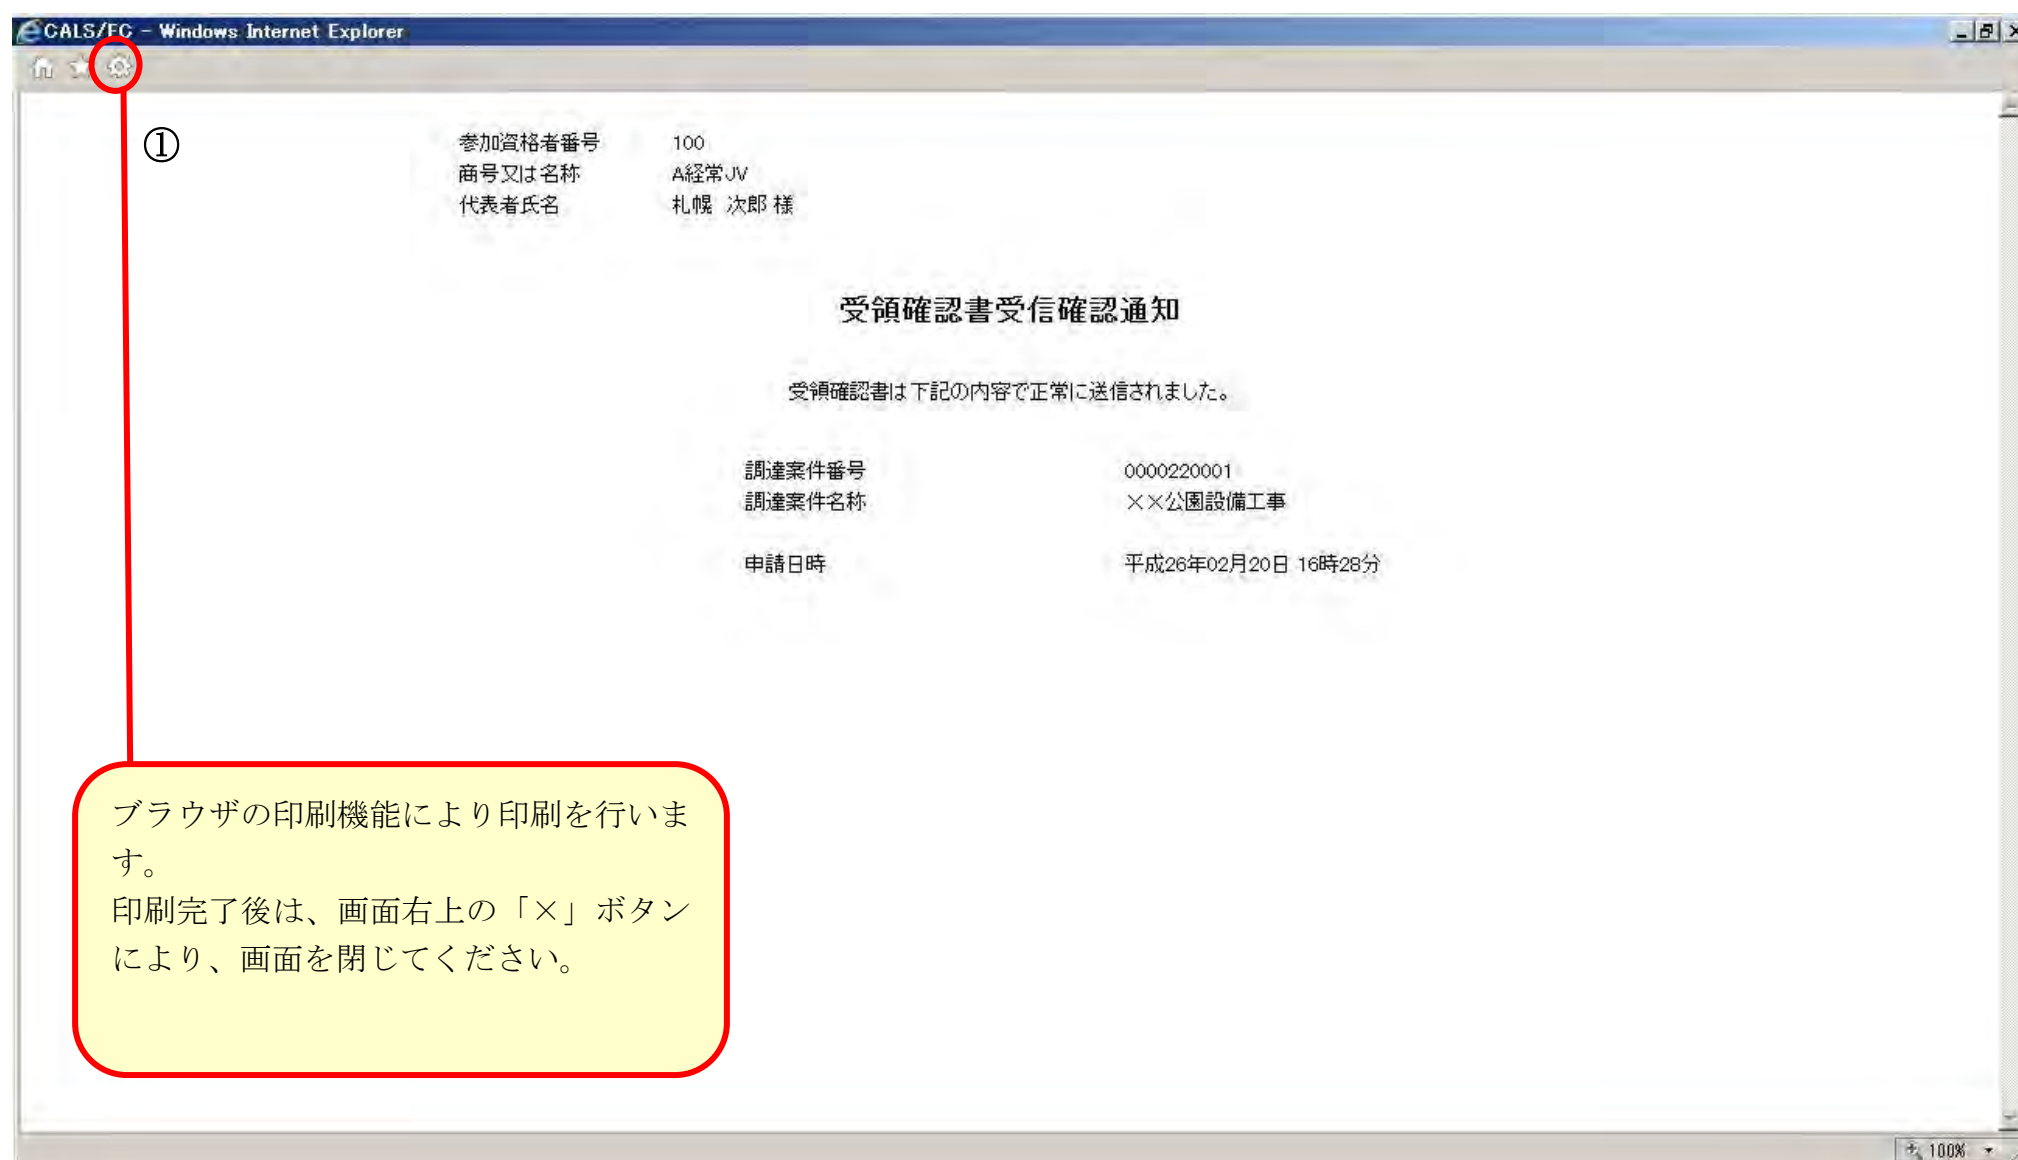 CALS/EC - Windows Internet Explorer
①
参加資格者番号 100
商号又は名称 A経常JV
代表者氏名 札幌 次郎 様
受領確認書受信確認通知
受領確認書は下記の内容で正常に送信されました。
調達案件番号 0000220001
調達案件名称 ××公園設備工事
申請日時 平成26年02月20日 16時28分
ブラウザの印刷機能により印刷を行いま
す。
印刷完了後は、画面右上の「×」ボタン
により、画面を閉じてください。
100%